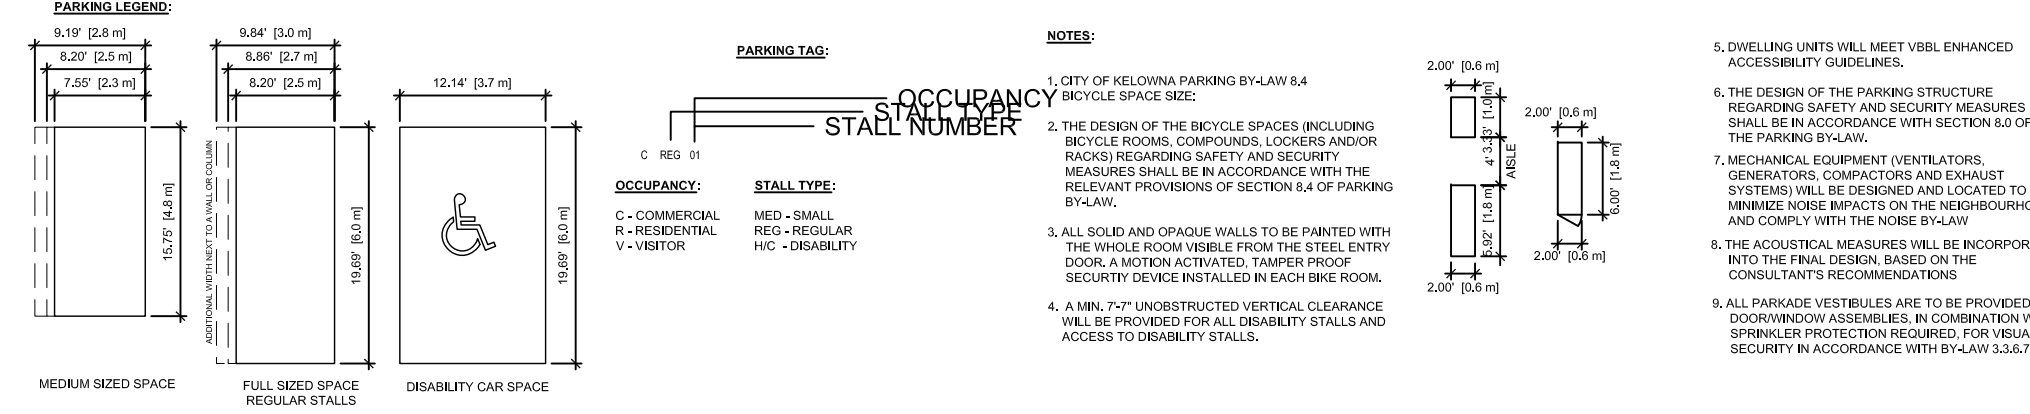 PARKING LEGEND:
9.19' [2.8 m]
8.20' [2.5 m]
7.55' [2.3 m]
15.75' [4.8 m]
MEDIUM SIZED SPACE
9.84' [3.0 m]
8.86' [2.7 m]
8.20' [2.5 m]
ADDITIONAL WIDTH NEXT TO A WALL OR COLUMN
19.69' [6.0 m]
FULL SIZED SPACE
REGULAR STALLS
12.14' [3.7 m]
19.69' [6.0 m]
DISABILITY CAR SPACE
PARKING TAG:
OCCUPANCY
STALL TYPE
STALL NUMBER
C REG 01
OCCUPANCY:
C - COMMERCIAL
R - RESIDENTIAL
V - VISITOR
STALL TYPE:
MED - SMALL
REG - REGULAR
H/C - DISABILITY
NOTES:
1. CITY OF KELOWNA PARKING BY-LAW 8.4
BICYCLE SPACE SIZE:
2. THE DESIGN OF THE BICYCLE SPACES (INCLUDING
BICYCLE ROOMS, COMPOUNDS, LOCKERS AND/OR
RACKS) REGARDING SAFETY AND SECURITY
MEASURES SHALL BE IN ACCORDANCE WITH THE
RELEVANT PROVISIONS OF SECTION 8.4 OF PARKING
BY-LAW.
3. ALL SOLID AND OPAQUE WALLS TO BE PAINTED WITH
THE WHOLE ROOM VISIBLE FROM THE STEEL ENTRY
DOOR. A MOTION ACTIVATED, TAMPER PROOF
SECURTIY DEVICE INSTALLED IN EACH BIKE ROOM.
4. A MIN. 7'-7" UNOBSTRUCTED VERTICAL CLEARANCE
WILL BE PROVIDED FOR ALL DISABILITY STALLS AND
ACCESS TO DISABILITY STALLS.
2.00' [0.6 m]
3.33' [1.0 m]
4'
AISLE
5.92' [1.8 m]
2.00' [0.6 m]
2.00' [0.6 m]
6.00' [1.8 m]
2.00' [0.6 m]
5. DWELLING UNITS WILL MEET VBBL ENHANCED
ACCESSIBILITY GUIDELINES.
6. THE DESIGN OF THE PARKING STRUCTURE
REGARDING SAFETY AND SECURITY MEASURES
SHALL BE IN ACCORDANCE WITH SECTION 8.0 OF
THE PARKING BY-LAW.
7. MECHANICAL EQUIPMENT (VENTILATORS,
GENERATORS, COMPACTORS AND EXHAUST
SYSTEMS) WILL BE DESIGNED AND LOCATED TO
MINIMIZE NOISE IMPACTS ON THE NEIGHBOURHO
AND COMPLY WITH THE NOISE BY-LAW
8. THE ACOUSTICAL MEASURES WILL BE INCORPOR
INTO THE FINAL DESIGN, BASED ON THE
CONSULTANT'S RECOMMENDATIONS
9. ALL PARKADE VESTIBULES ARE TO BE PROVIDED
DOOR/WINDOW ASSEMBLIES, IN COMBINATION W
SPRINKLER PROTECTION REQUIRED, FOR VISUA
SECURITY IN ACCORDANCE WITH BY-LAW 3.3.6.7